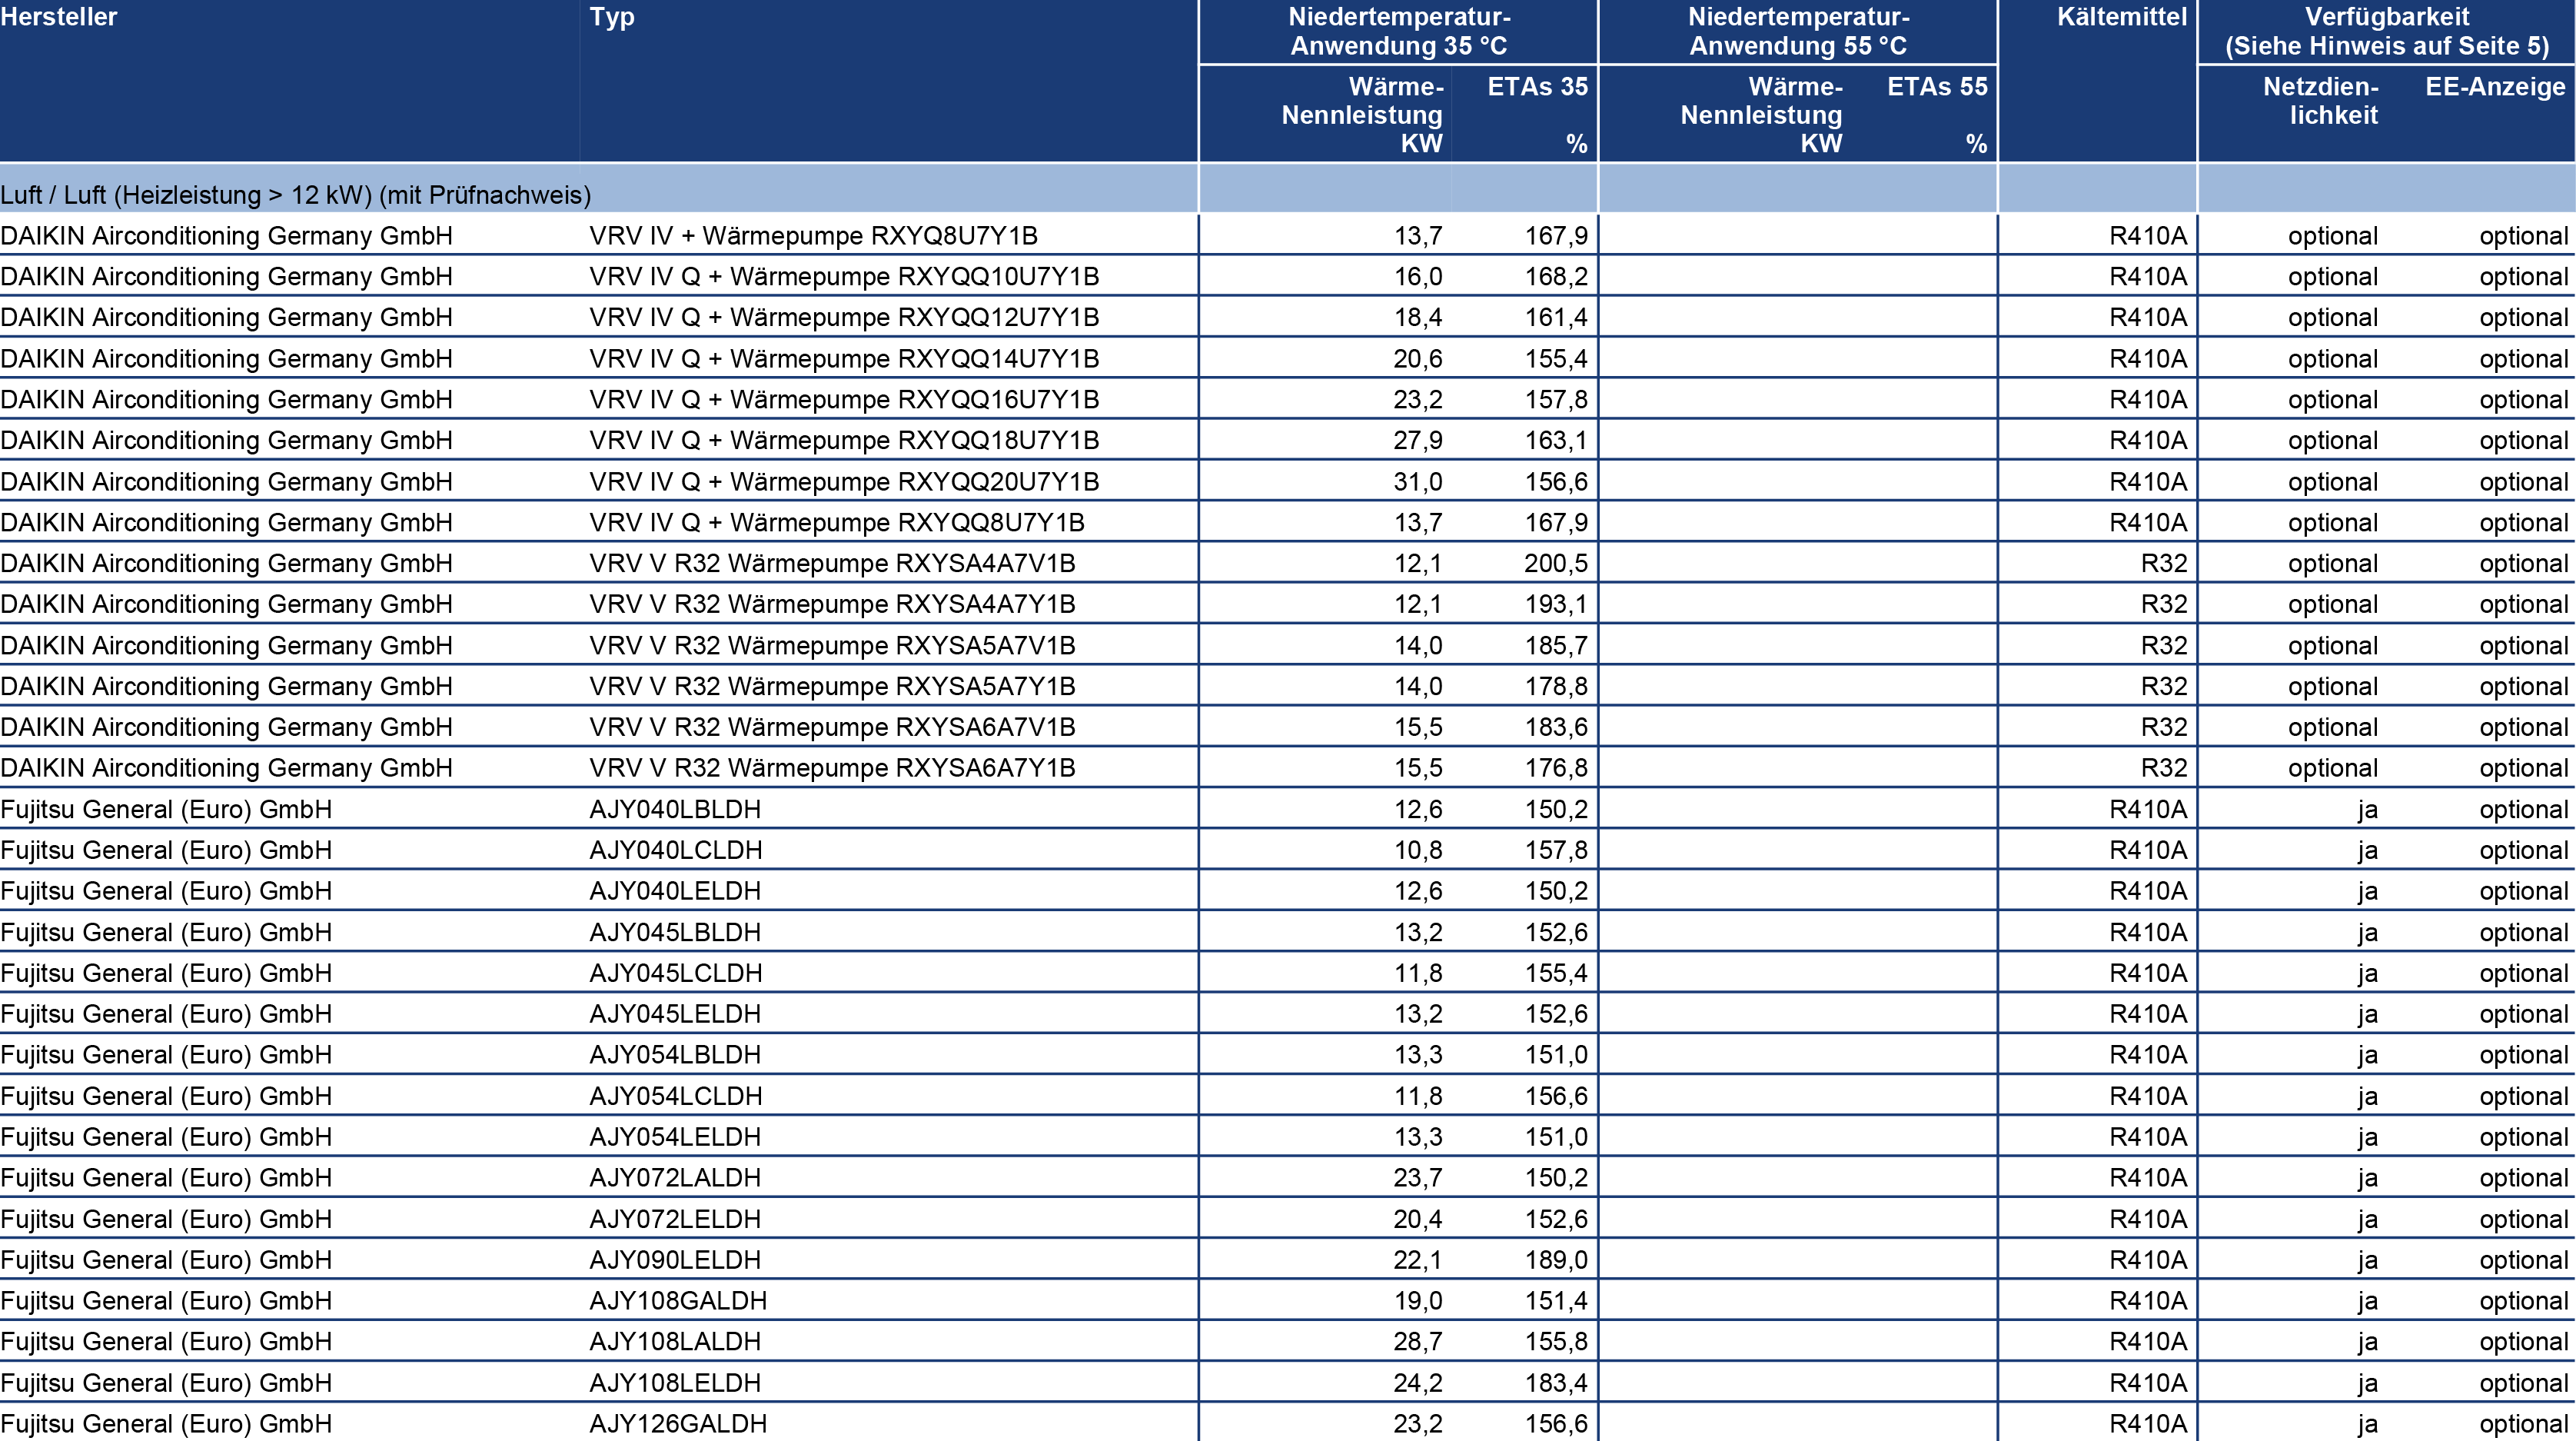 Hersteller Typ Niedertemperatur- Niedertemperatur- Kältemittel Verfügbarkeit
Anwendung 35 °C Anwendung 55 °C (Siehe Hinweis auf Seite 5)
Wärme- ETAs 35 Wärme- ETAs 55 Netzdien- EE-Anzeige
Nennleistung Nennleistung lichkeit
KW % KW %
Luft / Luft (Heizleistung > 12 kW) (mit Prüfnachweis)
DAIKIN Airconditioning Germany GmbH VRV IV + Wärmepumpe RXYQ8U7Y1B 13,7 167,9 R410A optional optional
DAIKIN Airconditioning Germany GmbH VRV IV Q + Wärmepumpe RXYQQ10U7Y1B 16,0 168,2 R410A optional optional
DAIKIN Airconditioning Germany GmbH VRV IV Q + Wärmepumpe RXYQQ12U7Y1B 18,4 161,4 R410A optional optional
DAIKIN Airconditioning Germany GmbH VRV IV Q + Wärmepumpe RXYQQ14U7Y1B 20,6 155,4 R410A optional optional
DAIKIN Airconditioning Germany GmbH VRV IV Q + Wärmepumpe RXYQQ16U7Y1B 23,2 157,8 R410A optional optional
DAIKIN Airconditioning Germany GmbH VRV IV Q + Wärmepumpe RXYQQ18U7Y1B 27,9 163,1 R410A optional optional
DAIKIN Airconditioning Germany GmbH VRV IV Q + Wärmepumpe RXYQQ20U7Y1B 31,0 156,6 R410A optional optional
DAIKIN Airconditioning Germany GmbH VRV IV Q + Wärmepumpe RXYQQ8U7Y1B 13,7 167,9 R410A optional optional
DAIKIN Airconditioning Germany GmbH VRV V R32 Wärmepumpe RXYSA4A7V1B 12,1 200,5 R32 optional optional
DAIKIN Airconditioning Germany GmbH VRV V R32 Wärmepumpe RXYSA4A7Y1B 12,1 193,1 R32 optional optional
DAIKIN Airconditioning Germany GmbH VRV V R32 Wärmepumpe RXYSA5A7V1B 14,0 185,7 R32 optional optional
DAIKIN Airconditioning Germany GmbH VRV V R32 Wärmepumpe RXYSA5A7Y1B 14,0 178,8 R32 optional optional
DAIKIN Airconditioning Germany GmbH VRV V R32 Wärmepumpe RXYSA6A7V1B 15,5 183,6 R32 optional optional
DAIKIN Airconditioning Germany GmbH VRV V R32 Wärmepumpe RXYSA6A7Y1B 15,5 176,8 R32 optional optional
Fujitsu General (Euro) GmbH AJY040LBLDH 12,6 150,2 R410A ja optional
Fujitsu General (Euro) GmbH AJY040LCLDH 10,8 157,8 R410A ja optional
Fujitsu General (Euro) GmbH AJY040LELDH 12,6 150,2 R410A ja optional
Fujitsu General (Euro) GmbH AJY045LBLDH 13,2 152,6 R410A ja optional
Fujitsu General (Euro) GmbH AJY045LCLDH 11,8 155,4 R410A ja optional
Fujitsu General (Euro) GmbH AJY045LELDH 13,2 152,6 R410A ja optional
Fujitsu General (Euro) GmbH AJY054LBLDH 13,3 151,0 R410A ja optional
Fujitsu General (Euro) GmbH AJY054LCLDH 11,8 156,6 R410A ja optional
Fujitsu General (Euro) GmbH AJY054LELDH 13,3 151,0 R410A ja optional
Fujitsu General (Euro) GmbH AJY072LALDH 23,7 150,2 R410A ja optional
Fujitsu General (Euro) GmbH AJY072LELDH 20,4 152,6 R410A ja optional
Fujitsu General (Euro) GmbH AJY090LELDH 22,1 189,0 R410A ja optional
Fujitsu General (Euro) GmbH AJY108GALDH 19,0 151,4 R410A ja optional
Fujitsu General (Euro) GmbH AJY108LALDH 28,7 155,8 R410A ja optional
Fujitsu General (Euro) GmbH AJY108LELDH 24,2 183,4 R410A ja optional
Fujitsu General (Euro) GmbH AJY126GALDH 23,2 156,6 R410A ja optional